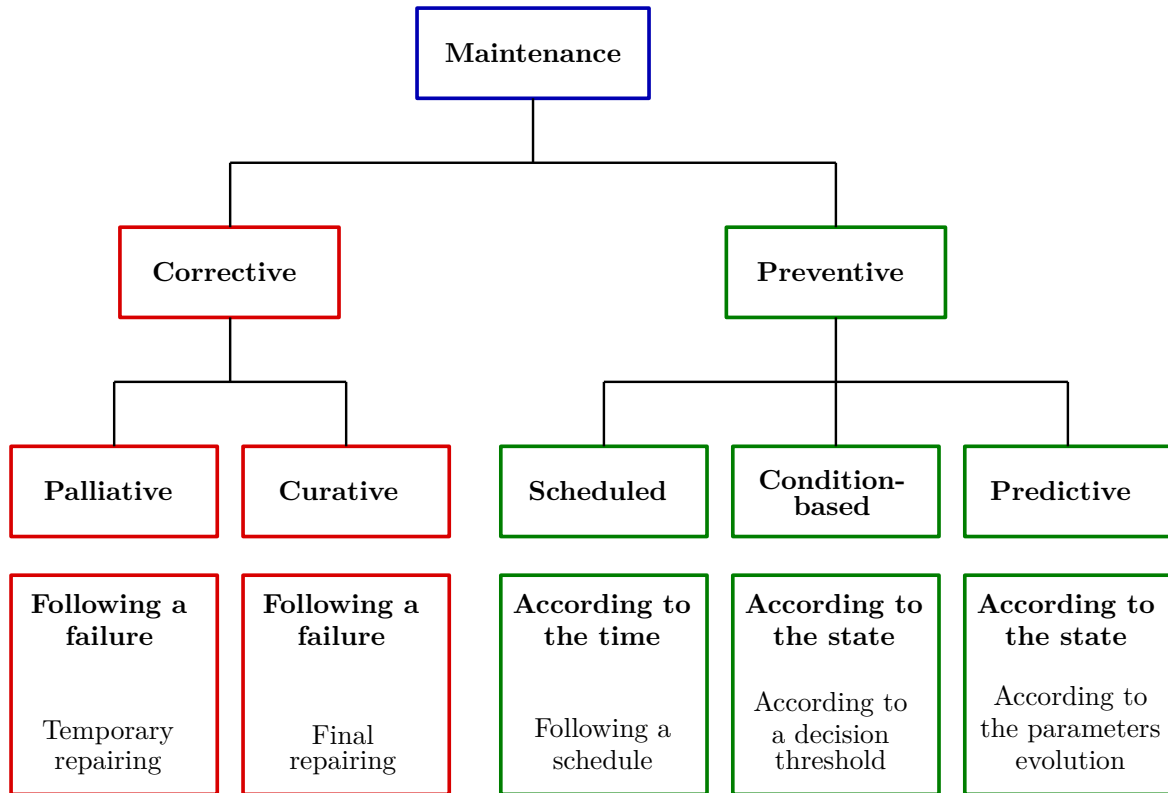 Maintenance
Corrective
Preventive
Palliative
Curative
Scheduled
Condition-
based
Predictive
Following a
failure
Temporary
repairing
Following a
failure
Final
repairing
According to
the time
Following a
schedule
According to
the state
According to
a decision
threshold
According to
the state
According to
the parameters
evolution